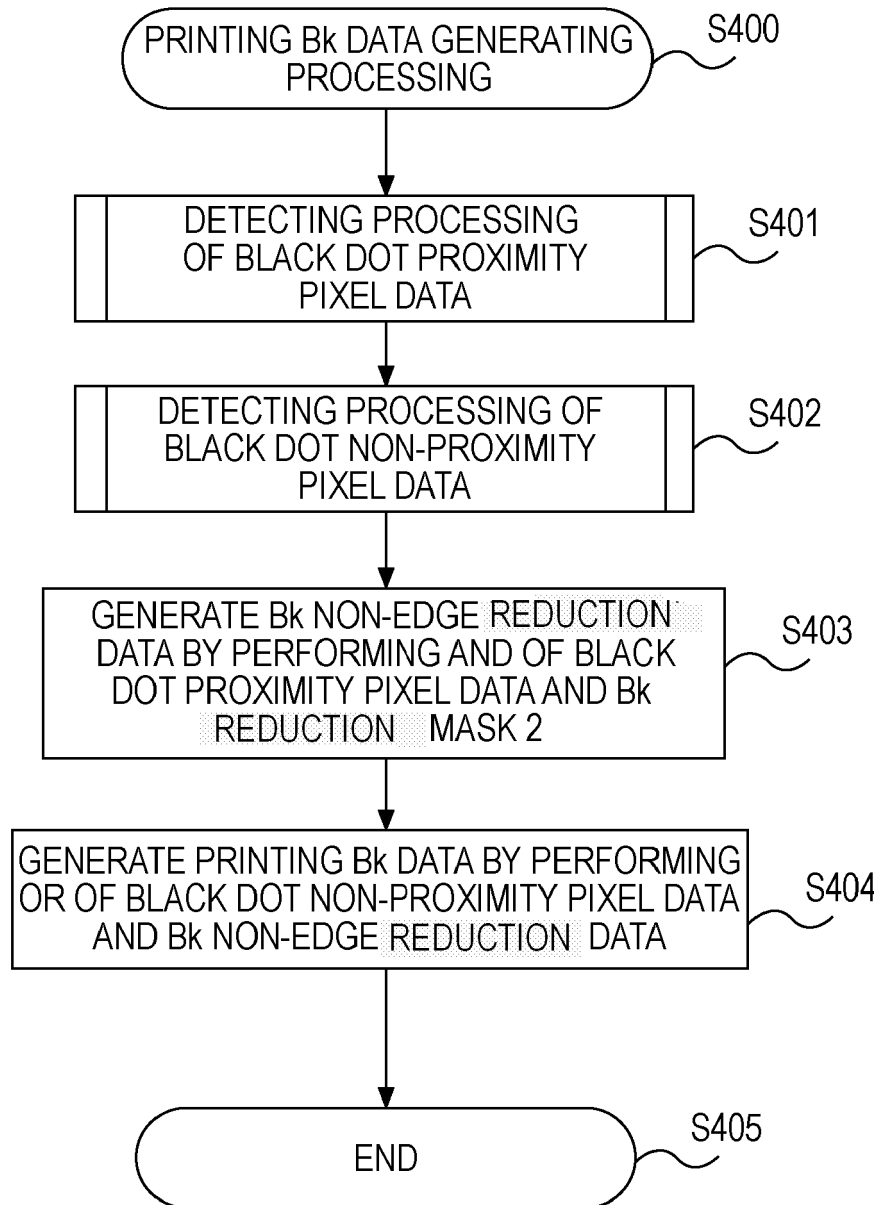 PRINTING Bk DATA GENERATING
PROCESSING
S400
DETECTING PROCESSING
OF BLACK DOT PROXIMITY
PIXEL DATA
S401
DETECTING PROCESSING OF
BLACK DOT NON-PROXIMITY
PIXEL DATA
S402
GENERATE Bk NON-EDGE REDUCTION
DATA BY PERFORMING AND OF BLACK
DOT PROXIMITY PIXEL DATA AND Bk
REDUCTION MASK 2
S403
GENERATE PRINTING Bk DATA BY PERFORMING
OR OF BLACK DOT NON-PROXIMITY PIXEL DATA
AND Bk NON-EDGE REDUCTION DATA
S404
END
S405